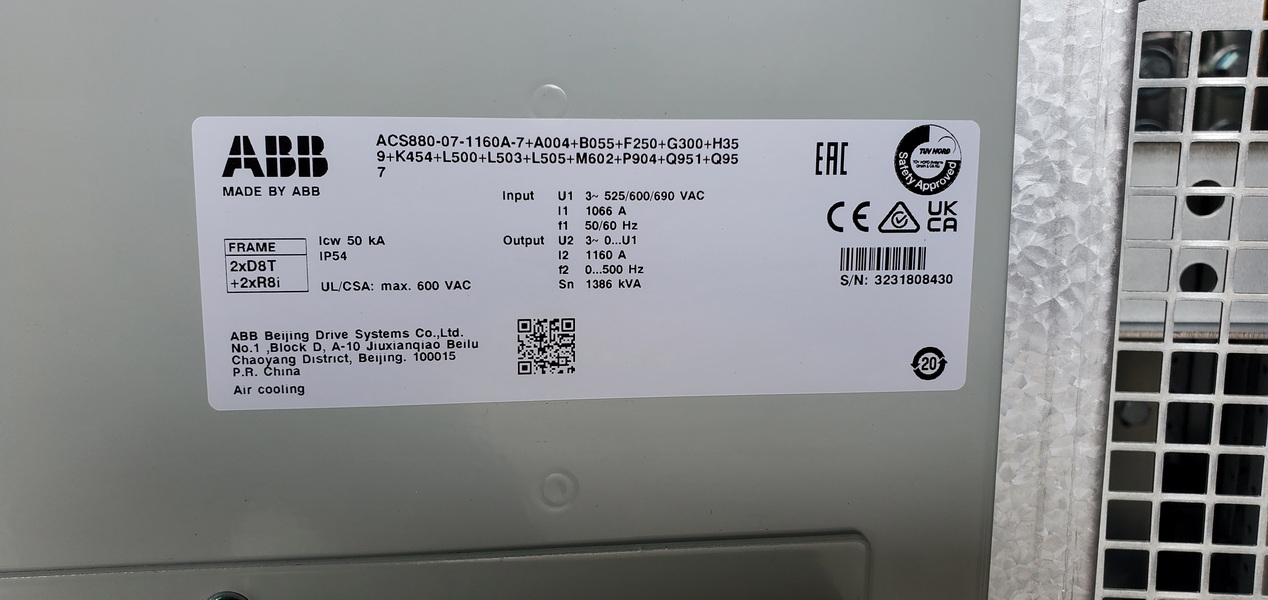 ABB
MADE BY ABB
ACS880-07-1160A-7+A004+B055+F250+G300+H35
9+K454+L500+L503+L505+M602+P904+Q951+Q95
7
EAC
TÜV NORD
Safety Approved
CE
UK
CA
Input U1 3~ 525/600/690 VAC
I1 1066 A
f1 50/60 Hz
Output U2 3~ 0...U1
I2 1160 A
f2 0...500 Hz
Sn 1386 kVA
FRAME
2xD8T
+2xR8i
Icw 50 kA
IP54
UL/CSA: max. 600 VAC
S/N: 3231808430
ABB Beijing Drive Systems Co.,Ltd.
No.1 ,Block D, A-10 Jiuxianqiao Beilu
Chaoyang District, Beijing. 100015
P.R. China
Air cooling
20